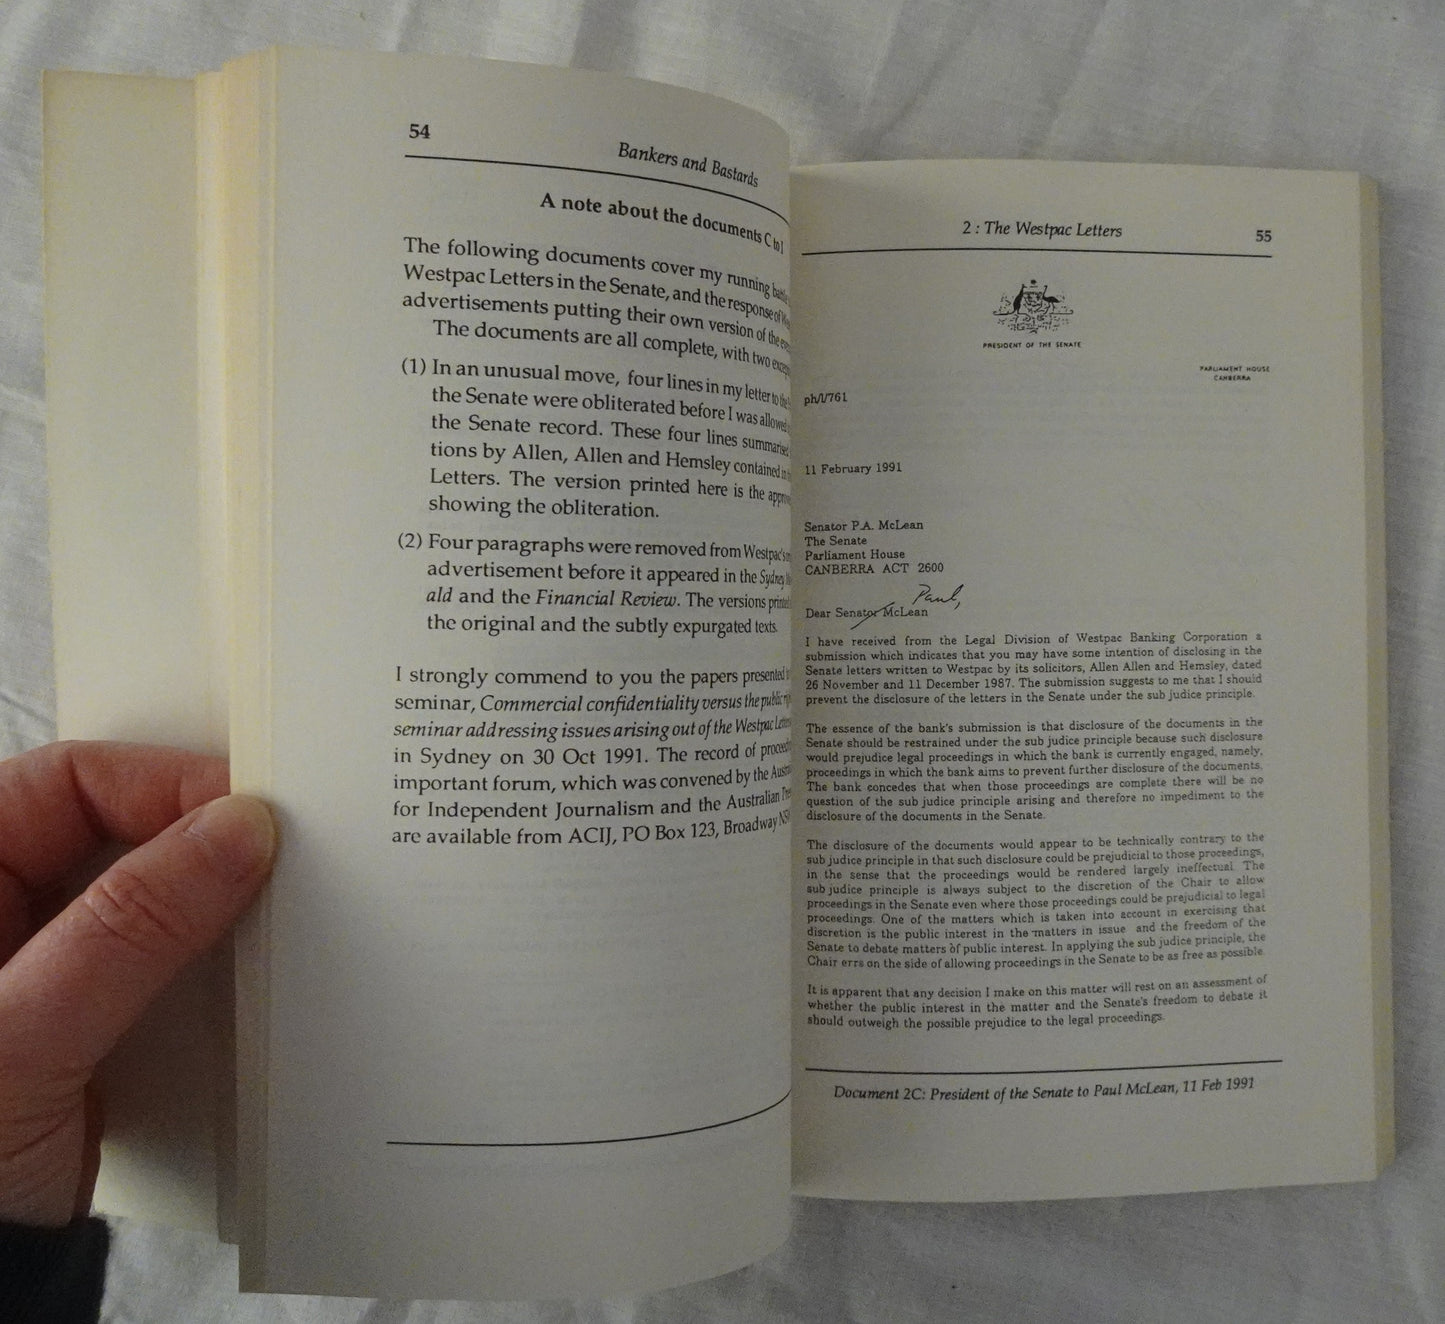 54
Bankers and Bastards
A note about the documents C to I
The following documents cover my running
Westpac Letters in the Senate, and the response of
advertisements putting their own version of the
The documents are all complete, with two
(1) In an unusual move, four lines in my letter to the
the Senate were obliterated before I was allowed
the Senate record. These four lines summarised
tions by Allen, Allen and Hemsley contained in
Letters. The version printed here is the
showing the obliteration.
(2) Four paragraphs were removed from Westpac's
advertisement before it appeared in the Sydney
ald and the Financial Review. The versions
the original and the subtly expurgated texts.
I strongly commend to you the papers presented
seminar, Commercial confidentiality versus the public
seminar addressing issues arising out of the Westpac
in Sydney on 30 Oct 1991. The record of
important forum, which was convened by the
for Independent Journalism and the Australian
are available from ACIJ, PO Box 123, Broadway
2 : The Westpac Letters
55
PRESIDENT OF THE SENATE
PARLIAMENT HOUSE
CANBERRA
ph/l/761
11 February 1991
Senator P.A. McLean
The Senate
Parliament House
CANBERRA ACT 2600
Paul,
Dear Senator McLean
I have received from the Legal Division of Westpac Banking Corporation a
submission which indicates that you may have some intention of disclosing in the
Senate letters written to Westpac by its solicitors, Allen Allen and Hemsley, dated
26 November and 11 December 1987. The submission suggests to me that I should
prevent the disclosure of the letters in the Senate under the sub judice principle.
The essence of the bank's submission is that disclosure of the documents in the
Senate should be restrained under the sub judice principle because such disclosure
would prejudice legal proceedings in which the bank is currently engaged, namely,
proceedings in which the bank aims to prevent further disclosure of the documents.
The bank concedes that when those proceedings are complete there will be no
question of the sub judice principle arising and therefore no impediment to the
disclosure of the documents in the Senate.
The disclosure of the documents would appear to be technically contrary to the
sub judice principle in that such disclosure could be prejudicial to those proceedings,
in the sense that the proceedings would be rendered largely ineffectual. The
sub judice principle is always subject to the discretion of the Chair to allow
proceedings in the Senate even where those proceedings could be prejudicial to legal
proceedings. One of the matters which is taken into account in exercising that
discretion is the public interest in the matters in issue and the freedom of the
Senate to debate matters of public interest. In applying the sub judice principle, the
Chair errs on the side of allowing proceedings in the Senate to be as free as possible.
It is apparent that any decision I make on this matter will rest on an assessment of
whether the public interest in the matter and the Senate's freedom to debate it
should outweigh the possible prejudice to the legal proceedings.
Document 2C: President of the Senate to Paul McLean, 11 Feb 1991